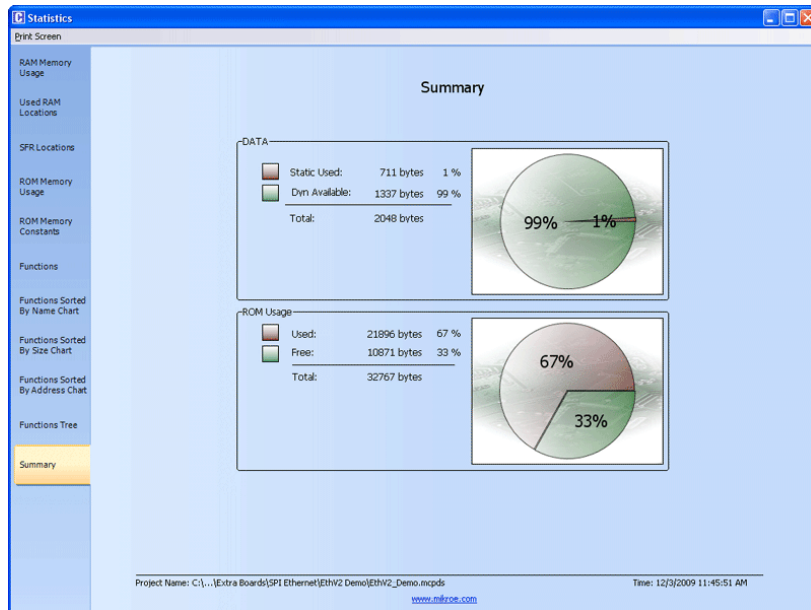 Statistics
Print Screen
RAM Memory
Usage
Used RAM
Locations
SFR Locations
ROM Memory
Usage
ROM Memory
Constants
Functions
Functions Sorted
By Name Chart
Functions Sorted
By Size Chart
Functions Sorted
By Address Chart
Functions Tree
Summary
Summary
DATA
Static Used: 711 bytes 1 %
Dyn Available: 1337 bytes 99 %
Total: 2048 bytes
99% 1%
ROM Usage
Used: 21896 bytes 67 %
Free: 10871 bytes 33 %
Total: 32767 bytes
67%
33%
Project Name: C:\...\Extra Boards\SPI Ethernet\EthV2 Demo\EthV2_Demo.mcpds Time: 12/3/2009 11:45:51 AM
www.mikroe.com